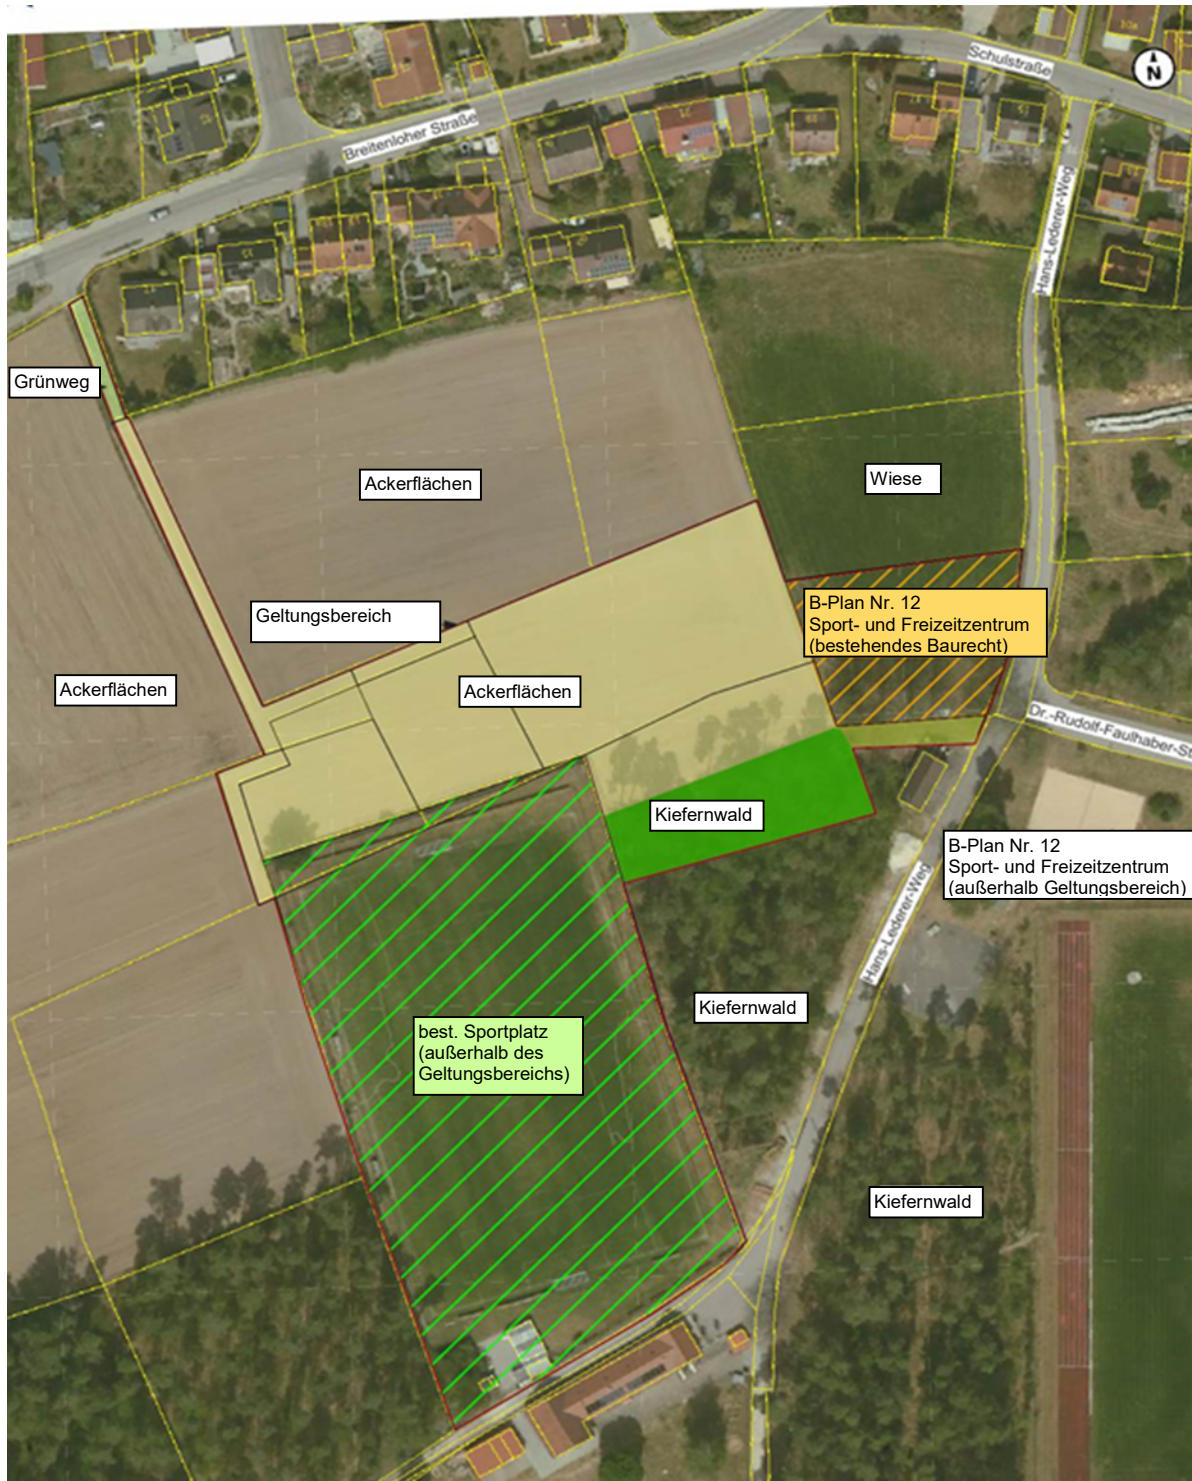 Schulstraße
N
Breitenloher Straße
Hans-Lederer-Weg
Grünweg
Ackerflächen
Wiese
B-Plan Nr. 12
Sport- und Freizeitzentrum
(bestehendes Baurecht)
Geltungsbereich
Ackerflächen
Ackerflächen
Dr.-Rudolf-Faulhaber-St
Kiefernwald
B-Plan Nr. 12
Sport- und Freizeitzentrum
(außerhalb Geltungsbereich)
Hans-Lederer-Weg
Kiefernwald
best. Sportplatz
(außerhalb des
Geltungsbereichs)
Kiefernwald